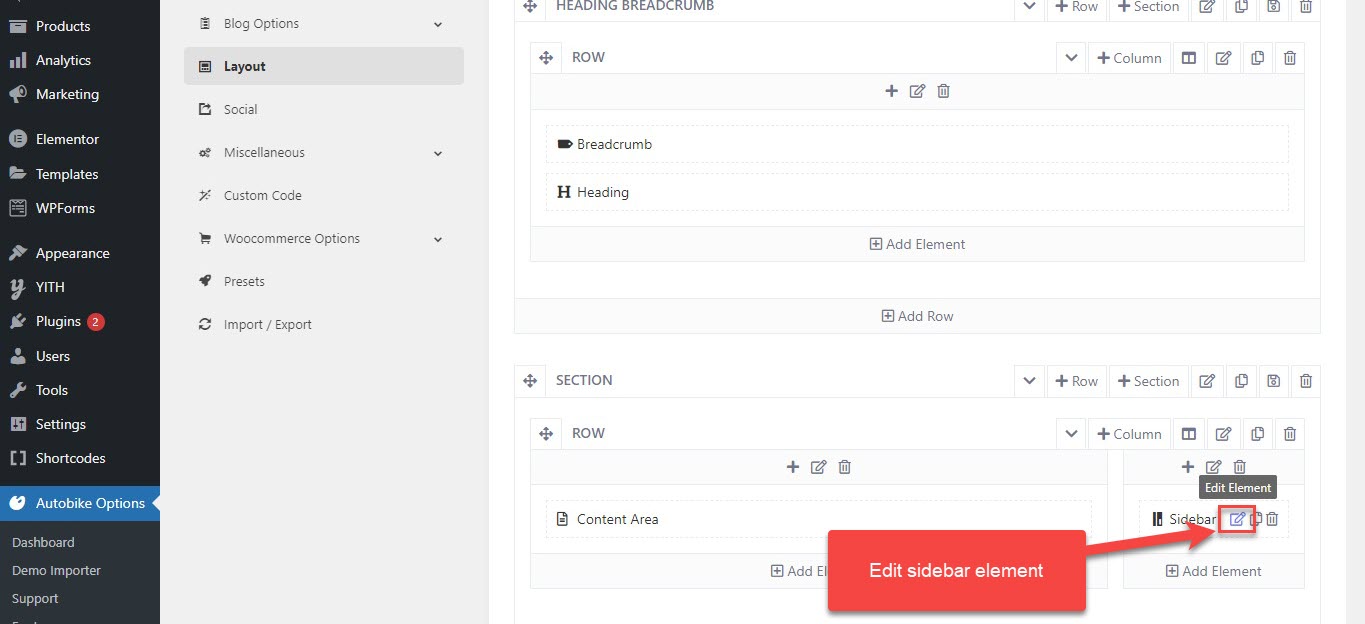 Products
Analytics
Marketing
Elementor
Templates
WPForms
Appearance
YITH
Plugins 2
Users
Tools
Settings
Shortcodes
Autobike Options
Dashboard
Demo Importer
Support
Blog Options
Layout
Social
Miscellaneous
Custom Code
Woocommerce Options
Presets
Import / Export
HEADING BREADCRUMB
Row
Section
ROW
Column
Breadcrumb
H Heading
Add Element
Add Row
SECTION
Row
Section
ROW
Column
Edit Element
Content Area
Sidebar
Add El
Add Element
Edit sidebar element